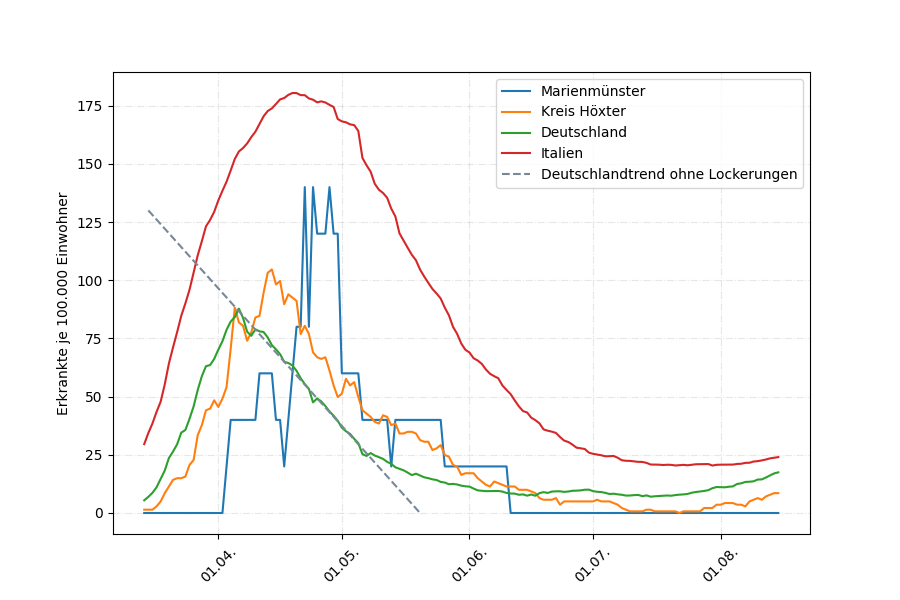 Marienmünster
Kreis Höxter
Deutschland
Italien
Deutschlandtrend ohne Lockerungen
Erkrankte je 100.000 Einwohner
175
150
125
100
75
50
25
0
01.04.
01.05.
01.06.
01.07.
01.08.